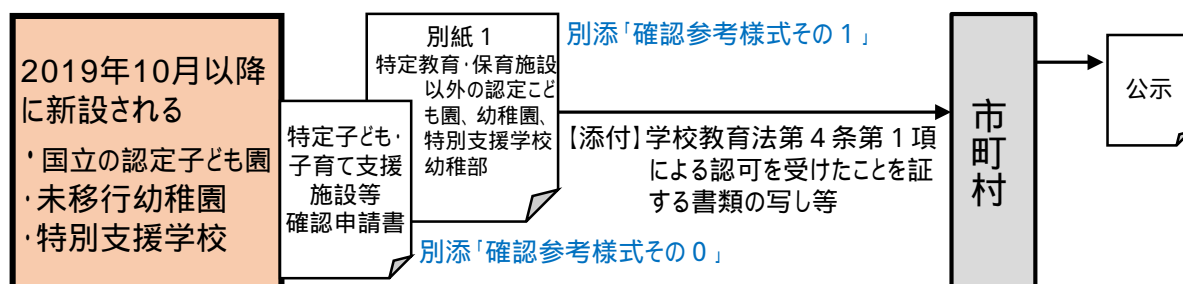 2019年10月以降
に新設される
・国立の認定子ども園
・未移行幼稚園
・特別支援学校
特定子ども・
子育て支援
施設等
確認申請書
別添「確認参考様式その0」
別紙1
特定教育・保育施設
以外の認定こど
も園、幼稚園、
特別支援学校
幼稚部
別添「確認参考様式その1」
【添付】学校教育法第4条第1項
による認可を受けたことを証
する書類の写し等
市町村
公示